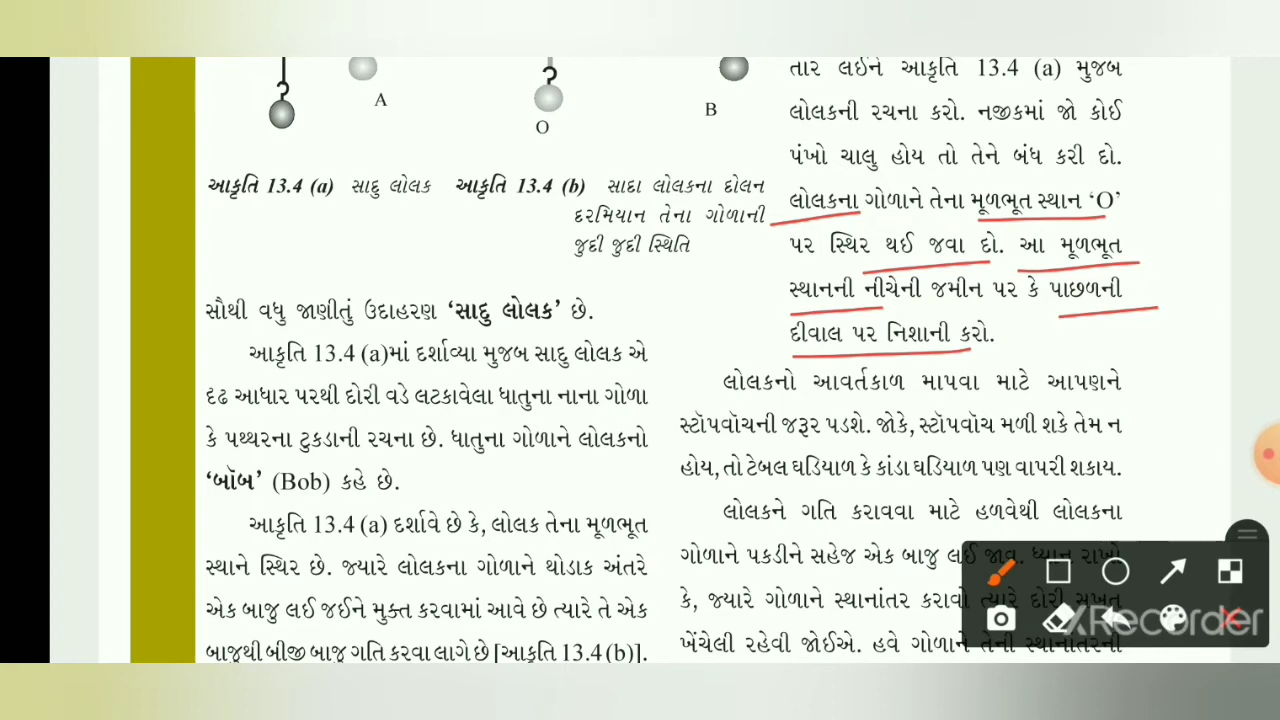 A
O
B
આકૃતિ 13.4 (a) સાદુ લોલક
આકૃતિ 13.4 (b) સાદા લોલકના દોલન
દરમિયાન તેના ગોળાની
જુદી જુદી સ્થિતિ
સૌથી વધુ જાણીતું ઉદાહરણ ‘સાદુ લોલક’ છે.
આકૃતિ 13.4 (a)માં દર્શાવ્યા મુજબ સાદુ લોલક એ
દૃઢ આધાર પરથી દોરી વડે લટકાવેલા ધાતુના નાના ગોળા
કે પથ્થરના ટુકડાની રચના છે. ધાતુના ગોળાને લોલકનો
‘બૉબ’ (Bob) કહે છે.
આકૃતિ 13.4 (a) દર્શાવે છે કે, લોલક તેના મૂળભૂત
સ્થાને સ્થિર છે. જ્યારે લોલકના ગોળાને થોડાક અંતરે
એક બાજુ લઈ જઈને મુક્ત કરવામાં આવે છે ત્યારે તે એક
બાજુથી બીજી બાજુ ગતિ કરવા લાગે છે [આકૃતિ 13.4 (b)].
તાર લઈને આકૃતિ 13.4 (a) મુજબ
લોલકની રચના કરો. નજીકમાં જો કોઈ
પંખો ચાલુ હોય તો તેને બંધ કરી દો.
લોલકના ગોળાને તેના મૂળભૂત સ્થાન ‘O’
પર સ્થિર થઈ જવા દો. આ મૂળભૂત
સ્થાનની નીચેની જમીન પર કે પાછળની
દીવાલ પર નિશાની કરો.
લોલકનો આવર્તકાળ માપવા માટે આપણને
સ્ટૉપવૉચની જરૂર પડશે. જોકે, સ્ટૉપવૉચ મળી શકે તેમ ન
હોય, તો ટેબલ ઘડિયાળ કે કાંડા ઘડિયાળ પણ વાપરી શકાય.
લોલકને ગતિ કરાવવા માટે હળવેથી લોલકના
ગોળાને પકડીને સહેજ એક બાજુ લઈ જાવ. ધ્યાન રાખો
કે, જ્યારે ગોળાને સ્થાનાંતર કરાવો ત્યારે દોરી સખત
ખેંચેલી રહેવી જોઈએ. હવે ગોળાને તેની સ્થાનાંતરની
XRecorder